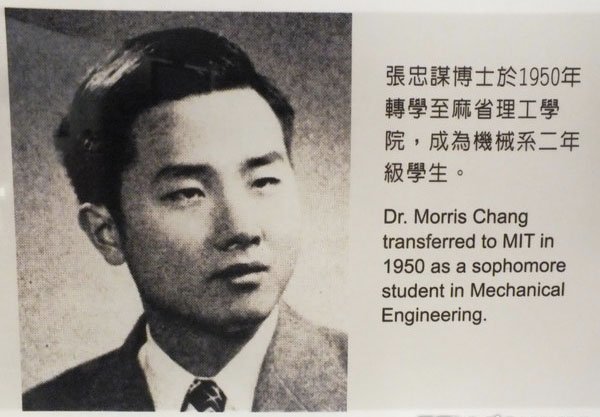 張忠謀博士於1950年
轉學至麻省理工學
院，成為機械系二年
級學生。
Dr. Morris Chang
transferred to MIT in
1950 as a sophomore
student in Mechanical
Engineering.